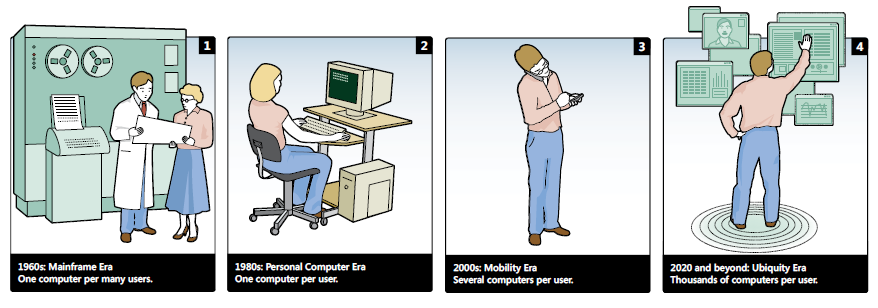 1
1960s: Mainframe Era
One computer per many users.
2
1980s: Personal Computer Era
One computer per user.
3
2000s: Mobility Era
Several computers per user.
4
2020 and beyond: Ubiquity Era
Thousands of computers per user.